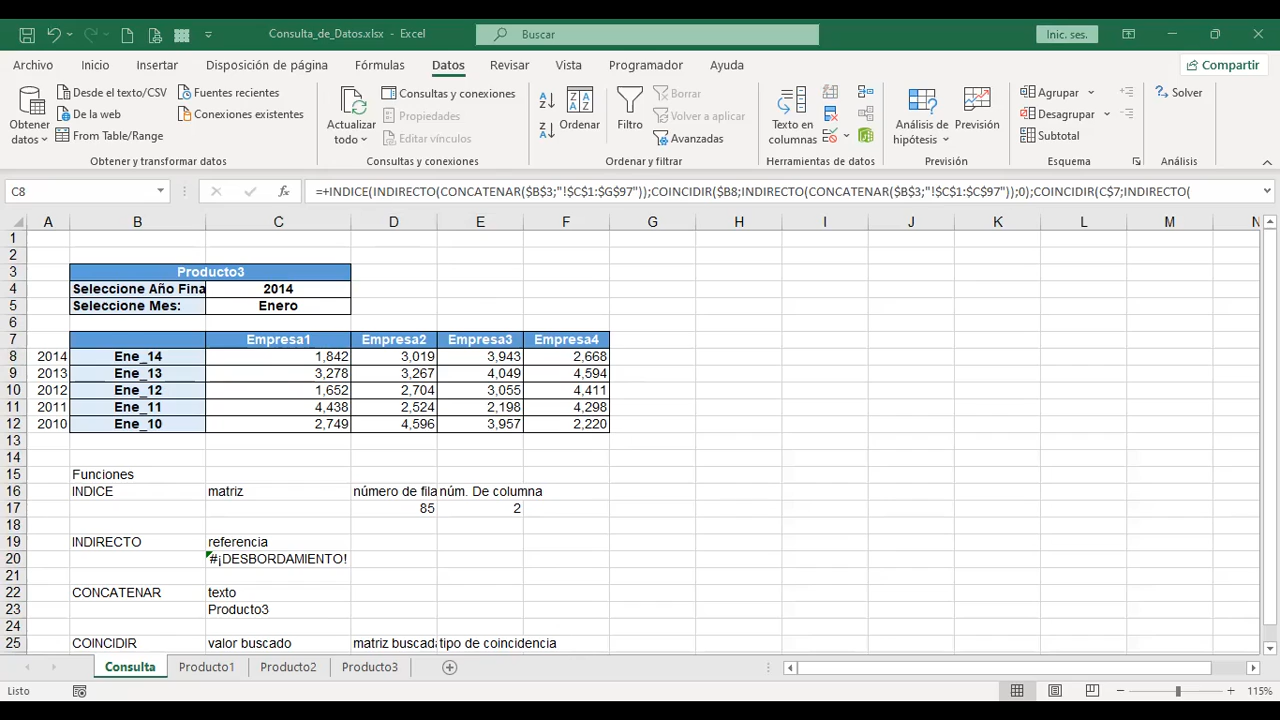 Consulta_de_Datos.xlsx - Excel
Buscar
Inic. ses.
Archivo Inicio Insertar Disposición de página Fórmulas Datos Revisar Vista Programador Ayuda
Compartir
Obtener datos
Desde el texto/CSV
De la web
From Table/Range
Fuentes recientes
Conexiones existentes
Obtener y transformar datos
Actualizar todo
Consultas y conexiones
Propiedades
Editar vínculos
Consultas y conexiones
Ordenar
Filtro
Borrar
Volver a aplicar
Avanzadas
Ordenar y filtrar
Texto en columnas
Herramientas de datos
Análisis de hipótesis
Previsión
Previsión
Agrupar
Desagrupar
Subtotal
Esquema
Solver
Análisis
C8
fx
=+INDICE(INDIRECTO(CONCATENAR($B$3;"!$C$1:$G$97"));COINCIDIR($B8;INDIRECTO(CONCATENAR($B$3;"!$C$1:$C$97"));0);COINCIDIR(C$7;INDIRECTO(
A B C D E F G H I J K L M N
1
2
3 Producto3
4 Seleccione Año Fina 2014
5 Seleccione Mes: Enero
6
7 Empresa1 Empresa2 Empresa3 Empresa4
8 2014 Ene_14 1,842 3,019 3,943 2,668
9 2013 Ene_13 3,278 3,267 4,049 4,594
10 2012 Ene_12 1,652 2,704 3,055 4,411
11 2011 Ene_11 4,438 2,524 2,198 4,298
12 2010 Ene_10 2,749 4,596 3,957 2,220
13
14
15 Funciones
16 INDICE matriz número de fila núm. De columna
17 85 2
18
19 INDIRECTO referencia
20 #¡DESBORDAMIENTO!
21
22 CONCATENAR texto
23 Producto3
24
25 COINCIDIR valor buscado matriz buscada tipo de coincidencia
Consulta Producto1 Producto2 Producto3
Listo
115%